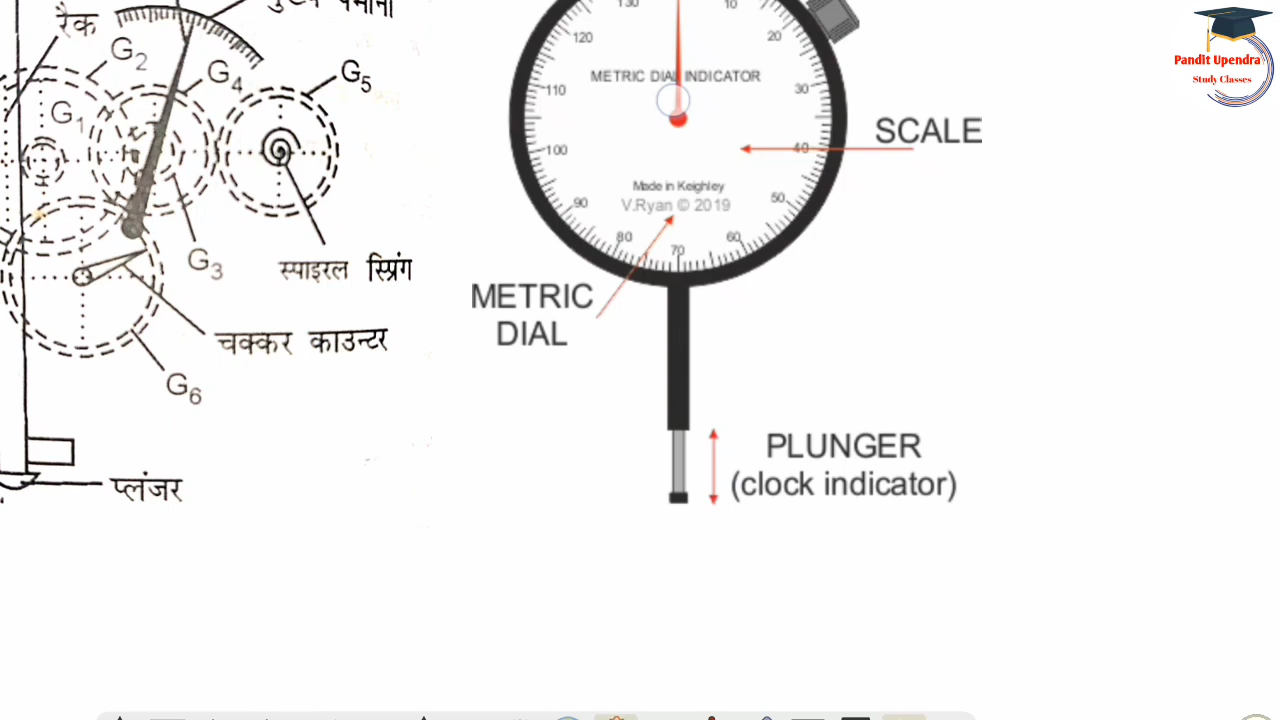 रैक
G2
G4
G5
G1
G3
स्पाइरल स्प्रिंग
चक्कर काउन्टर
G6
प्लंजर
130
10
120
20
METRIC DIAL INDICATOR
110
30
100
40
SCALE
Made in Keighley
V.Ryan © 2019
90
50
80
60
70
METRIC
DIAL
PLUNGER
(clock indicator)
Pandit Upendra
Study Classes